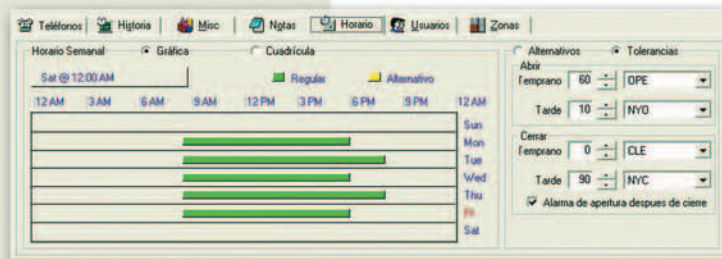 Teléfonos Historia Misc Notas Horario Usuarios Zonas
Horario Semanal Gráfica Cuadrícula
Sat @ 12:00 AM Regular Alternativo
12 AM 3 AM 6 AM 9 AM 12 PM 3 PM 6 PM 9 PM 12 AM
Sun
Mon
Tue
Wed
Thu
Fri
Sat
Alternativos Tolerancias
Abrir
Temprano 60 OPE
Tarde 10 NYO
Cerrar
Temprano 0 CLE
Tarde 90 NYC
Alarma de apertura despues de cierre